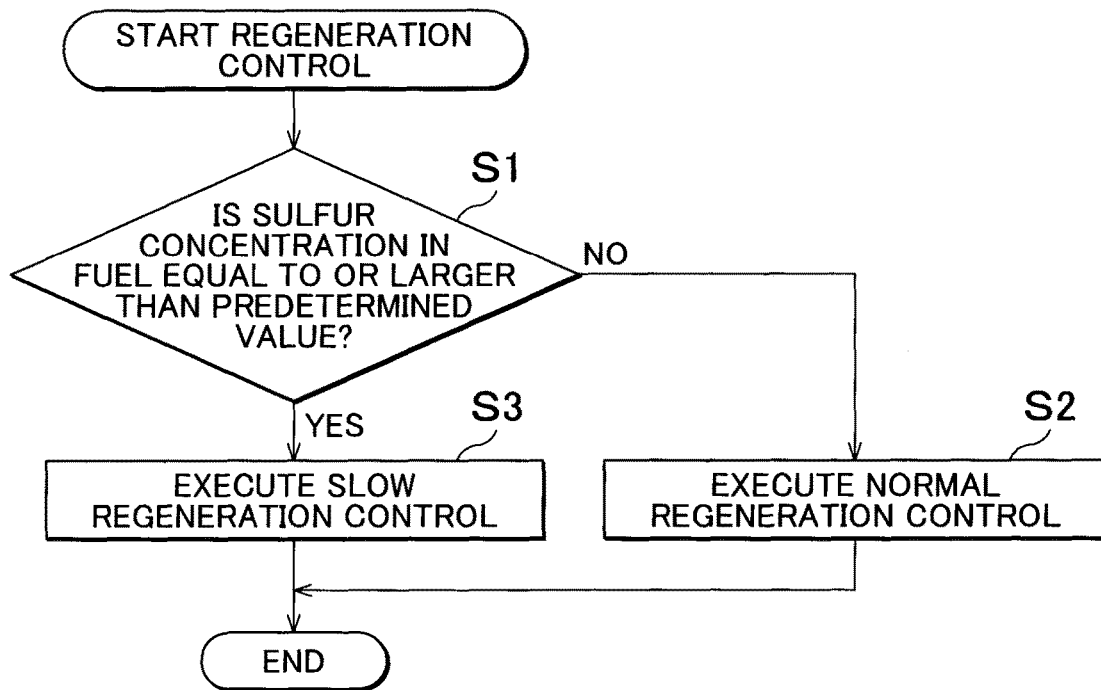 START REGENERATION
CONTROL
S1
IS SULFUR
CONCENTRATION IN
FUEL EQUAL TO OR LARGER
THAN PREDETERMINED
VALUE?
NO
YES
S3
EXECUTE SLOW
REGENERATION CONTROL
S2
EXECUTE NORMAL
REGENERATION CONTROL
END